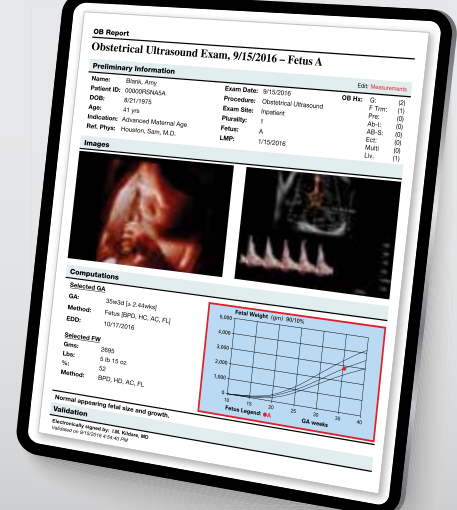 OB Report
Obstetrical Ultrasound Exam, 9/15/2016 – Fetus A
Preliminary Information
Edit: Measurements
Name: Blank, Amy
Patient ID: 00000RSNA5A
DOB: 8/21/1975
Age: 41 yrs
Indication: Advanced Maternal Age
Ref. Phys: Houston, Sam, M.D.
Exam Date: 9/15/2016
Procedure: Obstetrical Ultrasound
Exam Site: Inpatient
Plurality: 1
Fetus: A
LMP: 1/15/2016
OB Hx: G: (2)
F Trm: (1)
Pre: (0)
Ab-I: (0)
AB-S: (0)
Ect: (0)
Multi (0)
Liv. (1)
Images
Computations
Selected GA
GA: 35w3d [± 2.44wks]
Method: Fetus [BPD, HC, AC, FL]
EDD: 10/17/2016
Selected FW
Gms: 2695
Lbs: 5 lb 15 oz
%: 52
Method: BPD, HD, AC, FL
Fetal Weight (gm) 90/10%
5,000
4,000
3,000
2,000
1,000
0
10 15 20 25 30 35 40
Fetus Legend: A GA weeks
Normal appearing fetal size and growth.
Validation
Electronically signed by: I.M. Kildare, MD
Validated on 9/15/2016 4:54:40 PM